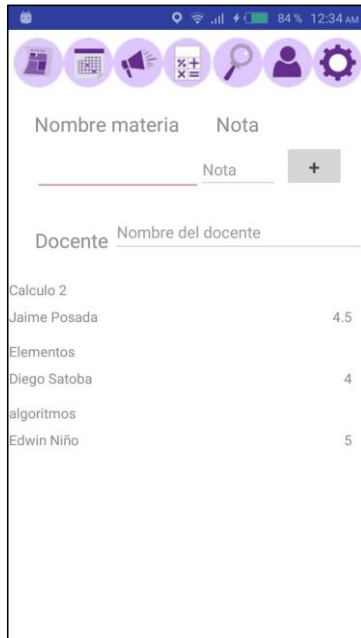 84 % 12:34 AM
Nombre materia Nota
Nota +
Docente Nombre del docente
Calculo 2
Jaime Posada 4.5
Elementos
Diego Satoba 4
algoritmos
Edwin Niño 5